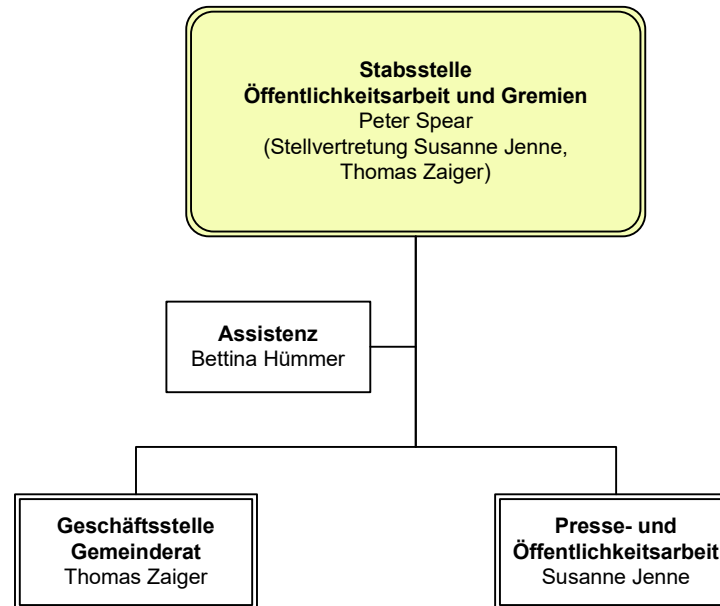 Stabsstelle
Öffentlichkeitsarbeit und Gremien
Peter Spear
(Stellvertretung Susanne Jenne,
Thomas Zaiger)
Assistenz
Bettina Hümmer
Geschäftsstelle
Gemeinderat
Thomas Zaiger
Presse- und
Öffentlichkeitsarbeit
Susanne Jenne